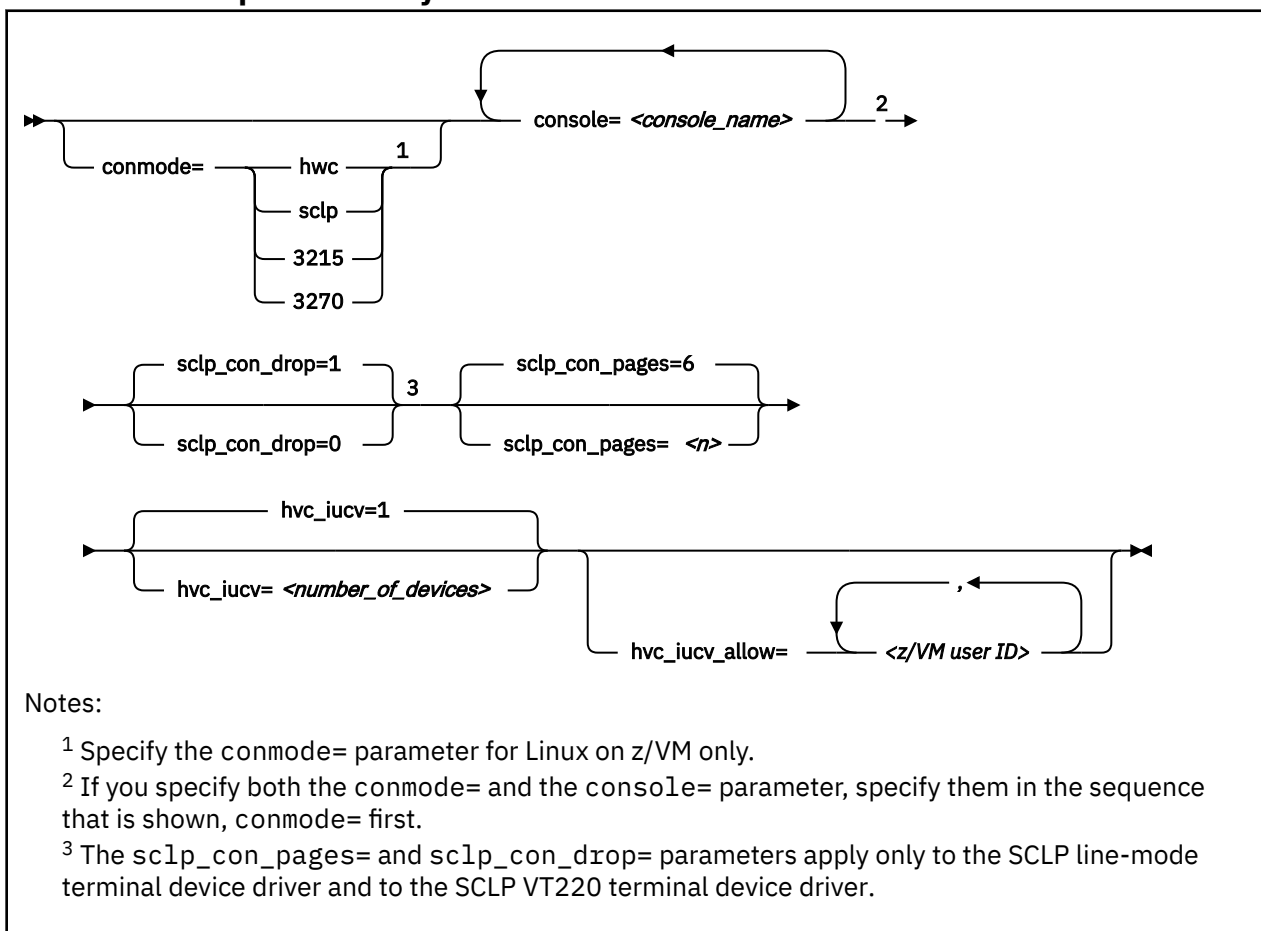 console= <console_name> 2
conmode= hwc 1
sclp
3215
3270
sclp_con_drop=1 3 sclp_con_pages=6
sclp_con_drop=0 sclp_con_pages= <n>
hvc_iucv=1
hvc_iucv= <number_of_devices> ,
hvc_iucv_allow= <z/VM user ID>
Notes:
1 Specify the conmode= parameter for Linux on z/VM only.
2 If you specify both the conmode= and the console= parameter, specify them in the sequence
that is shown, conmode= first.
3 The sclp_con_pages= and sclp_con_drop= parameters apply only to the SCLP line-mode
terminal device driver and to the SCLP VT220 terminal device driver.